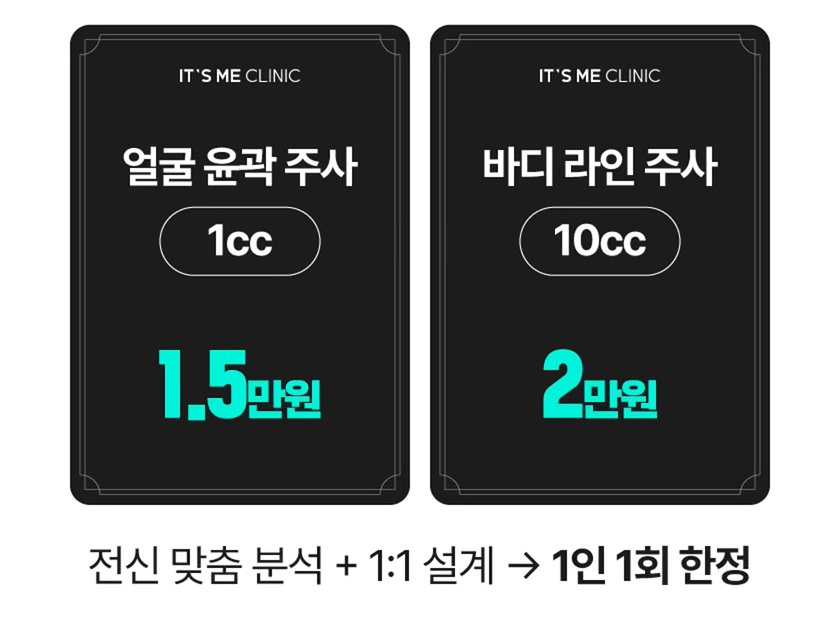 IT'S ME CLINIC
얼굴 윤곽 주사
1cc
1.5만원
IT'S ME CLINIC
바디 라인 주사
10cc
2만원
전신 맞춤 분석 + 1:1 설계 → 1인 1회 한정